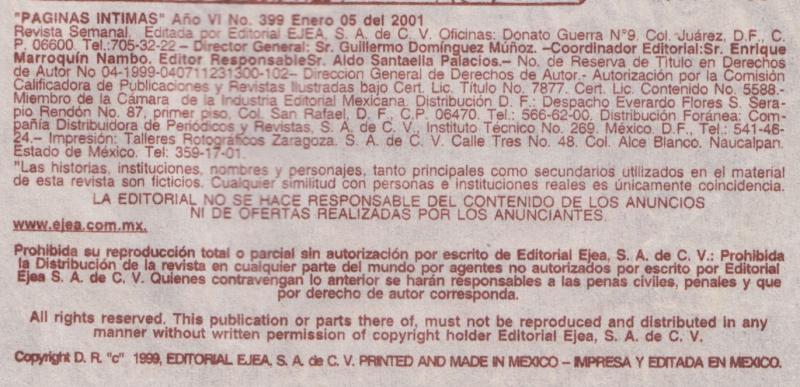 "PAGINAS INTIMAS" Año VI No. 399 Enero 05 del 2001
Revista Semanal. Editada por Editorial EJEA, S. A. de C. V. Oficinas: Donato Guerra N°9. Col. Juárez, D.F., C.
P. 06600. Tel.:705-32-22 – Director General: Sr. Guillermo Domínguez Múñoz. –Coordinador Editorial:Sr. Enrique
Marroquín Nambo. Editor ResponsableSr. Aldo Santaella Palacios.– No. de Reserva de Titulo en Derechos
de Autor No 04-1999-040711231300-102– Direccion General de Derechos de Autor.- Autorización por la Comisión
Calificadora de Publicaciones y Revistas Ilustradas bajo Cert. Lic. Título No. 7877. Cert. Lic. Contenido No. 5588.-
Miembro de la Cámara de la Industria Editorial Mexicana. Distribución D. F.: Despacho Everardo Flores S. Sera-
pio Rendón No. 87, primer piso, Col. San Rafael, D. F., C.P. 06470. Tel.: 566-62-00. Distribución Foránea: Com-
pañía Distribuidora de Periódicos y Revistas, S. A. de C. V., Instituto Técnico No. 269. México. D.F., Tel.: 541-46-
24.– Impresión: Talleres Rotográficos Zaragoza. S. A. de C. V. Calle Tres No. 48. Col. Alce Blanco. Naucalpan.
Estado de México. Tel: 359-17-01.
"Las historias, instituciones, nombres y personajes, tanto principales como secundarios utilizados en el material
de esta revista son ficticios. Cualquier similitud con personas e instituciones reales es únicamente coincidencia.
LA EDITORIAL NO SE HACE RESPONSABLE DEL CONTENIDO DE LOS ANUNCIOS
NI DE OFERTAS REALIZADAS POR LOS ANUNCIANTES.
www.ejea.com.mx.
Prohibida su reproducción total o parcial sin autorización por escrito de Editorial Ejea, S. A. de C. V.: Prohibida
la Distribución de la revista en cualquier parte del mundo por agentes no autorizados por escrito por Editorial
Ejea S. A. de C. V. Quienes contravengan lo anterior se harán responsables a las penas civiles, penales y que
por derecho de autor corresponda.
All rights reserved. This publication or parts there of, must not be reproduced and distributed in any
manner without written permission of copyright holder Editorial Ejea, S. A. de C. V.
Copyright D. R. "c" 1999, EDITORIAL EJEA, S. A. de C. V. PRINTED AND MADE IN MEXICO – IMPRESA Y EDITADA EN MEXICO.